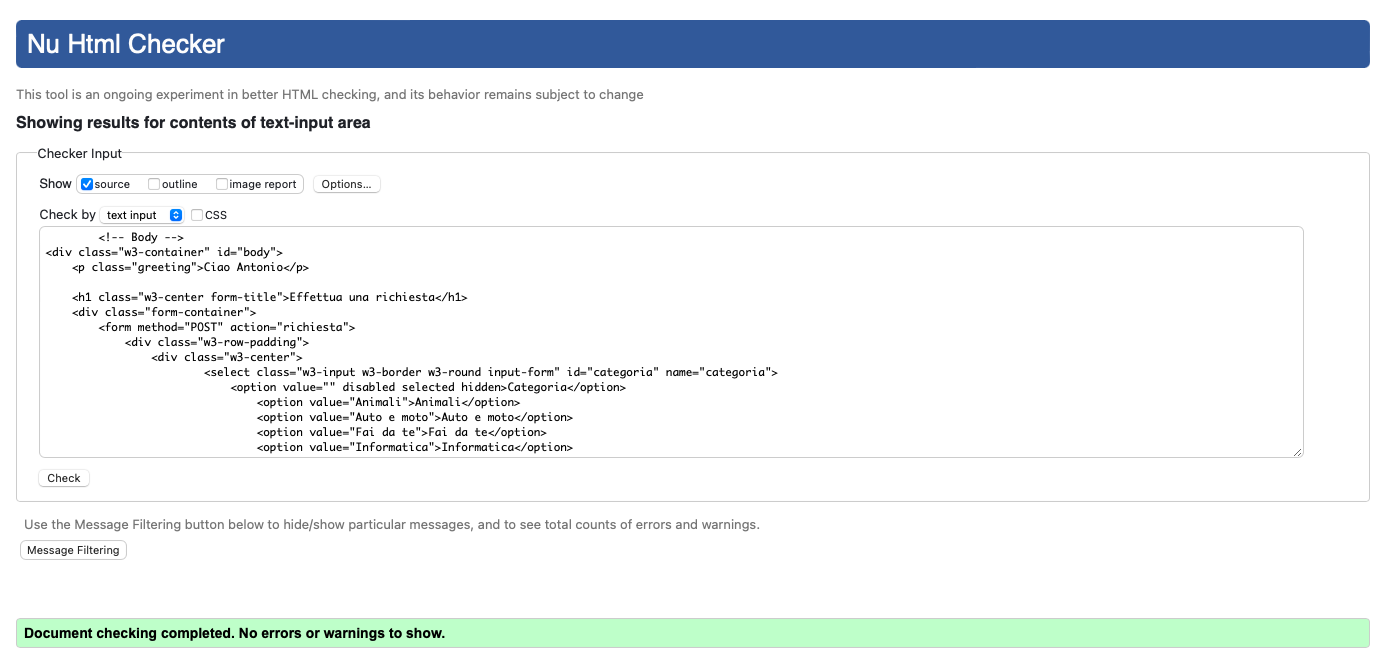 Nu Html Checker
This tool is an ongoing experiment in better HTML checking, and its behavior remains subject to change
Showing results for contents of text-input area
Checker Input
Show source outline image report Options...
Check by text input CSS
<!-- Body -->
<div class="w3-container" id="body">
<p class="greeting">Ciao Antonio</p>
<h1 class="w3-center form-title">Effettua una richiesta</h1>
<div class="form-container">
<form method="POST" action="richiesta">
<div class="w3-row-padding">
<div class="w3-center">
<select class="w3-input w3-border w3-round input-form" id="categoria" name="categoria">
<option value="" disabled selected hidden>Categoria</option>
<option value="Animali">Animali</option>
<option value="Auto e moto">Auto e moto</option>
<option value="Fai da te">Fai da te</option>
<option value="Informatica">Informatica</option>
Check
Use the Message Filtering button below to hide/show particular messages, and to see total counts of errors and warnings.
Message Filtering
Document checking completed. No errors or warnings to show.